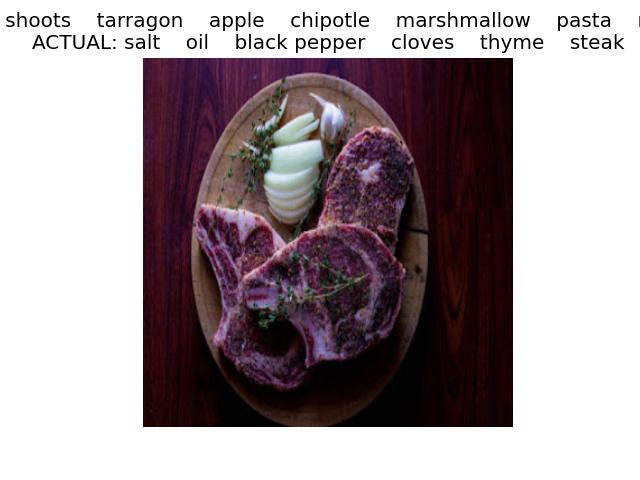 shoots tarragon apple chipotle marshmallow pasta
ACTUAL: salt oil black pepper cloves thyme steak